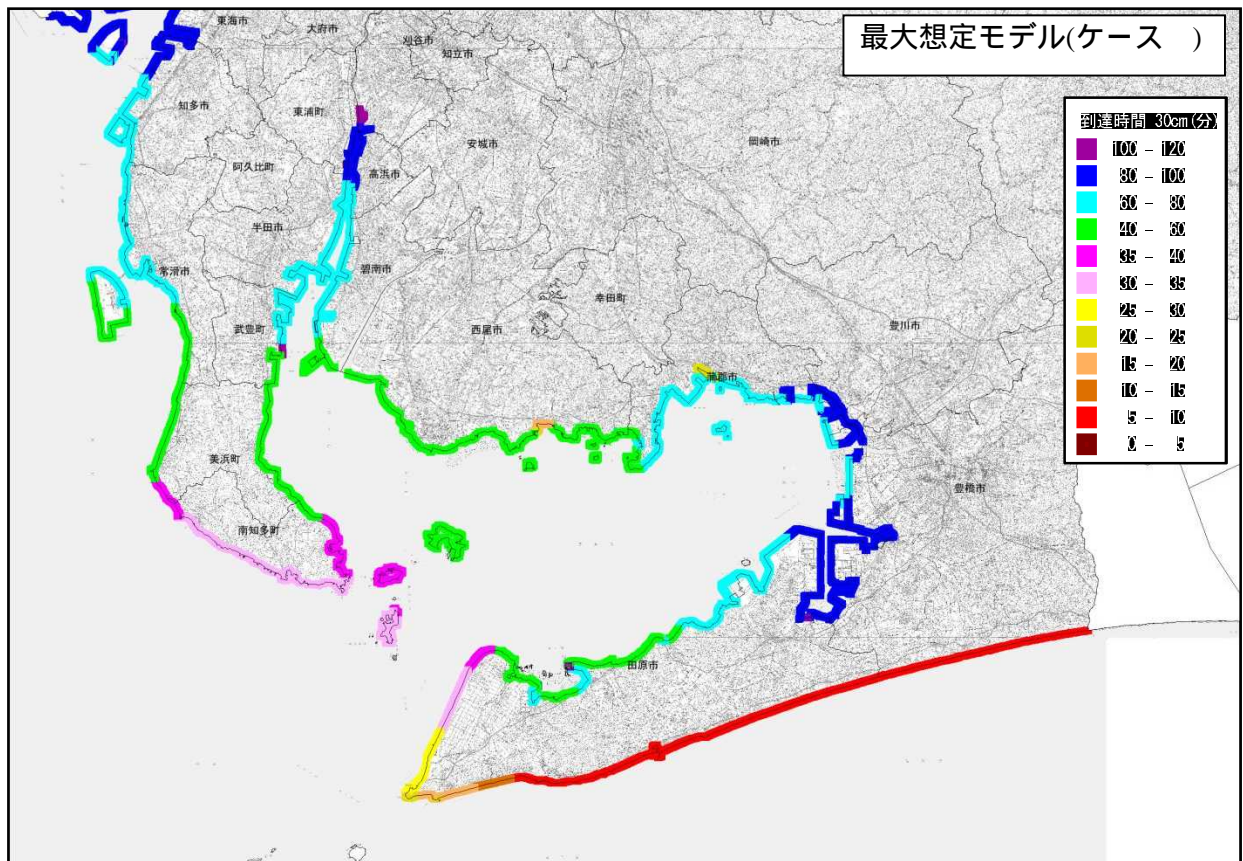 最大想定モデル(ケース　)
到達時間 30cm(分)
100 - 120
80 - 100
60 - 80
40 - 60
35 - 40
30 - 35
25 - 30
20 - 25
15 - 20
10 - 15
5 - 10
0 - 5
東海市
大府市
刈谷市
知立市
知多市
東浦町
安城市
岡崎市
阿久比町
高浜市
半田市
碧南市
常滑市
幸田町
武豊町
西尾市
豊川市
蒲郡市
美浜町
豊橋市
南知多町
田原市